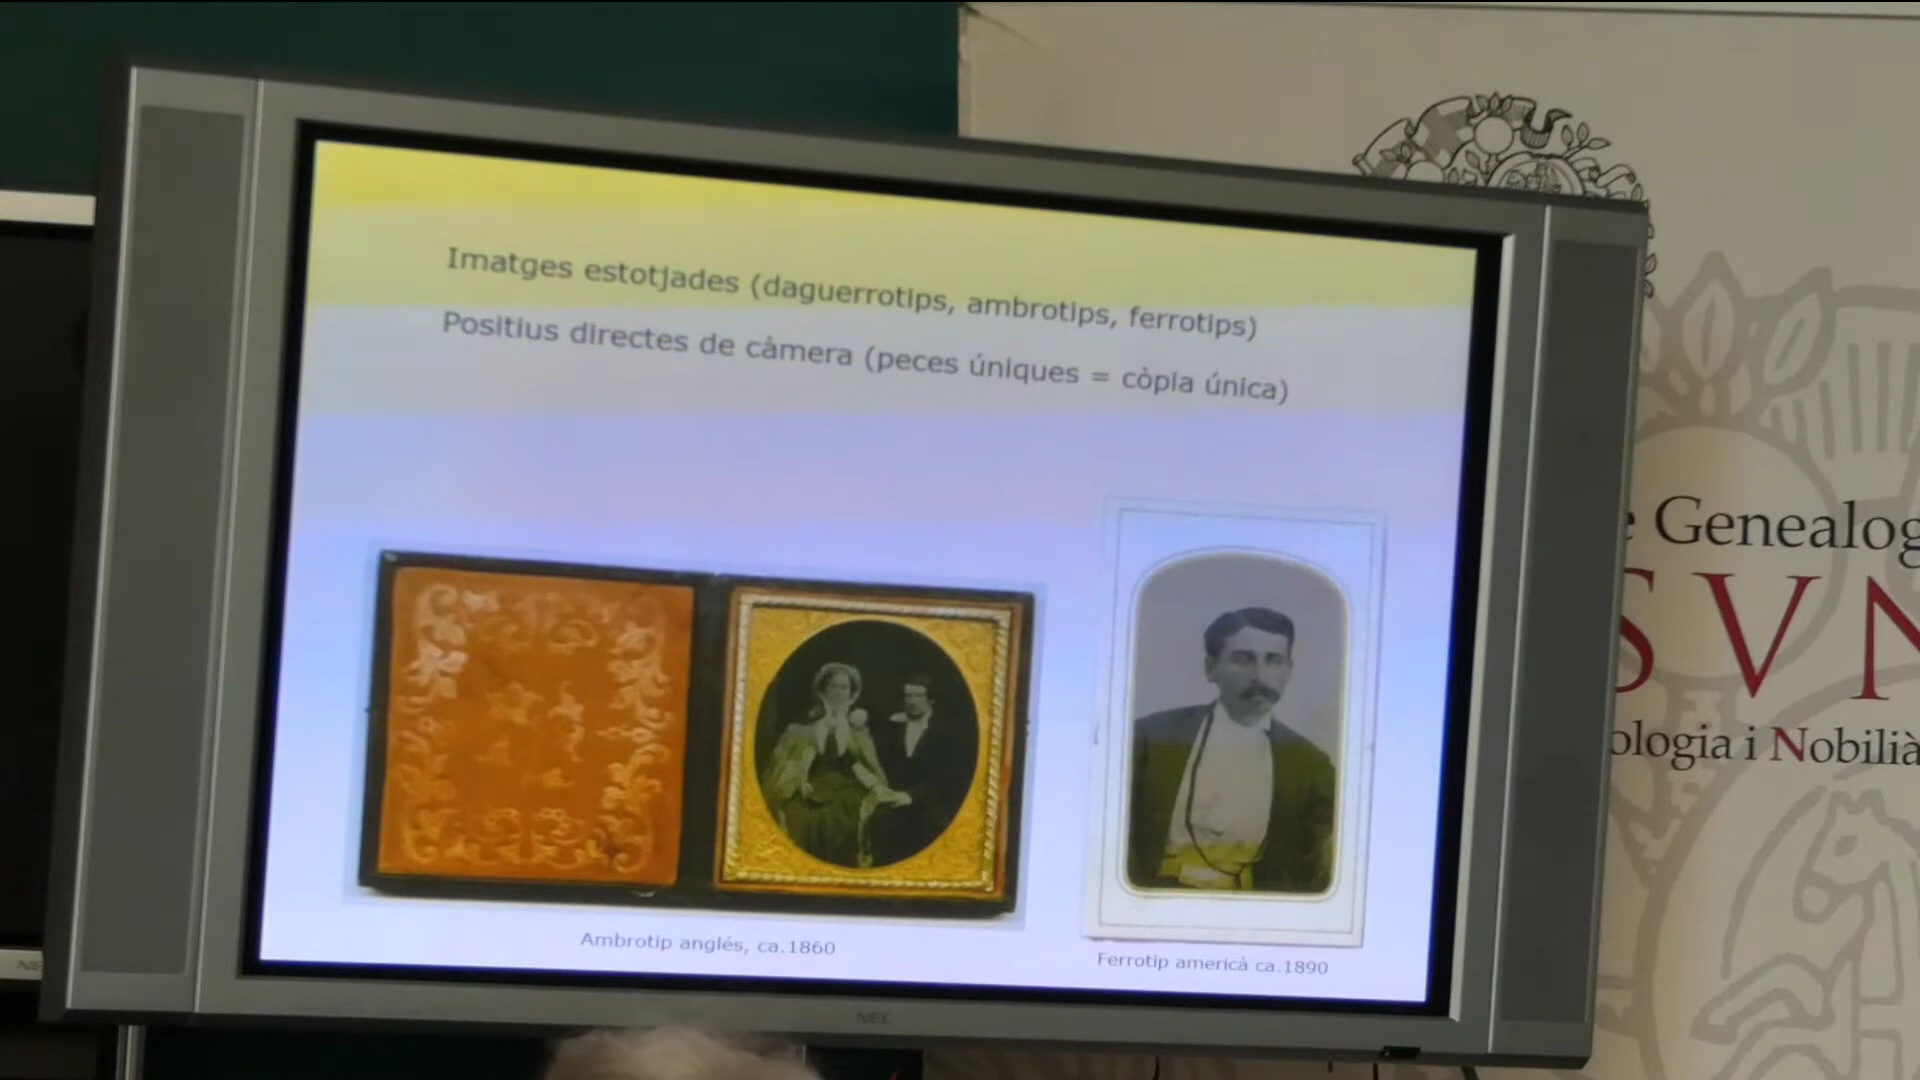 Imatges estotjades (daguerrotips, ambrotips, ferrotips)
Positius directes de càmera (peces úniques = còpia única)
Ambrotip anglés, ca.1860
Ferrotip americà ca.1890
NEC
e Genealog
SVN
ologia i Nobilià
NE